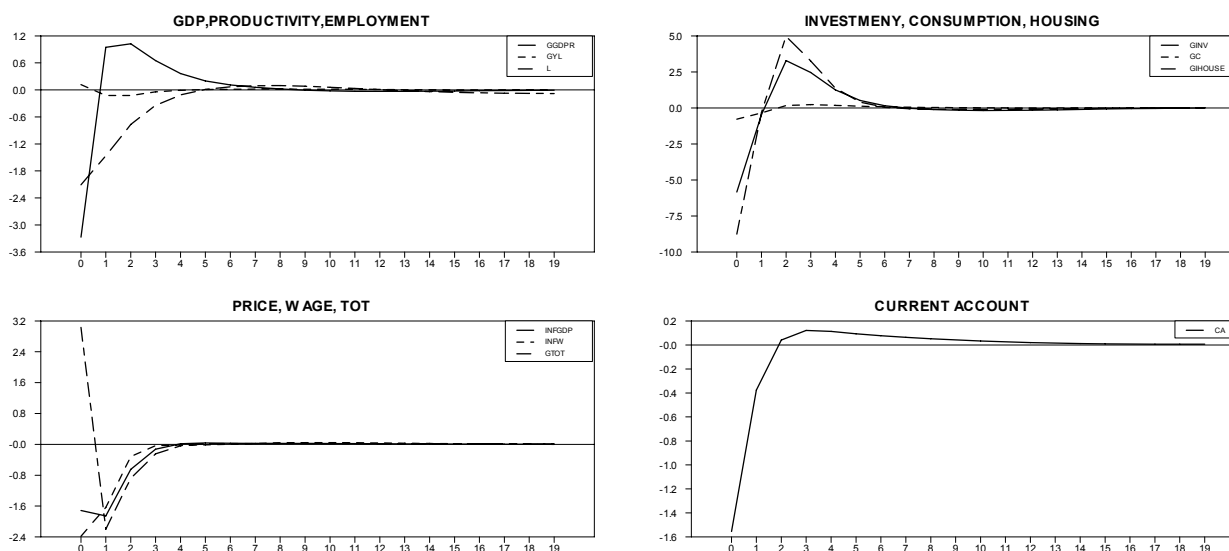 GDP,PRODUCTIVITY,EMPLOYMENT
1.2
0.6
0.0
-0.6
-1.2
-1.8
-2.4
-3.0
-3.6
GGDPR
GYL
L
0 1 2 3 4 5 6 7 8 9 10 11 12 13 14 15 16 17 18 19
INVESTMENY, CONSUMPTION, HOUSING
5.0
2.5
0.0
-2.5
-5.0
-7.5
-10.0
GINV
GC
GIHOUSE
0 1 2 3 4 5 6 7 8 9 10 11 12 13 14 15 16 17 18 19
PRICE, WAGE, TOT
3.2
2.4
1.6
0.8
-0.0
-0.8
-1.6
-2.4
INFGDP
INFW
GTOT
0 1 2 3 4 5 6 7 8 9 10 11 12 13 14 15 16 17 18 19
CURRENT ACCOUNT
0.2
-0.0
-0.2
-0.4
-0.6
-0.8
-1.0
-1.2
-1.4
-1.6
CA
0 1 2 3 4 5 6 7 8 9 10 11 12 13 14 15 16 17 18 19